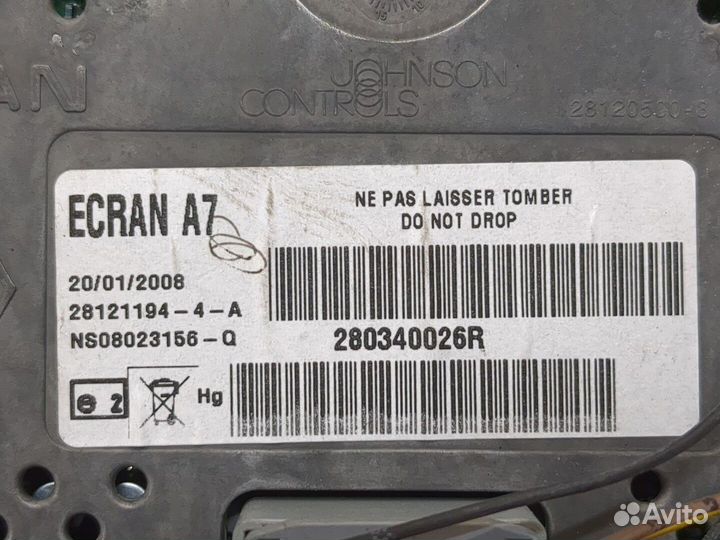 JOHNSON
CONTROLS
ECRAN A7
NE PAS LAISSER TOMBER
DO NOT DROP
20/01/2008
28121194-4-A
NS08023156-Q
280340026R
2
Hg
Avito